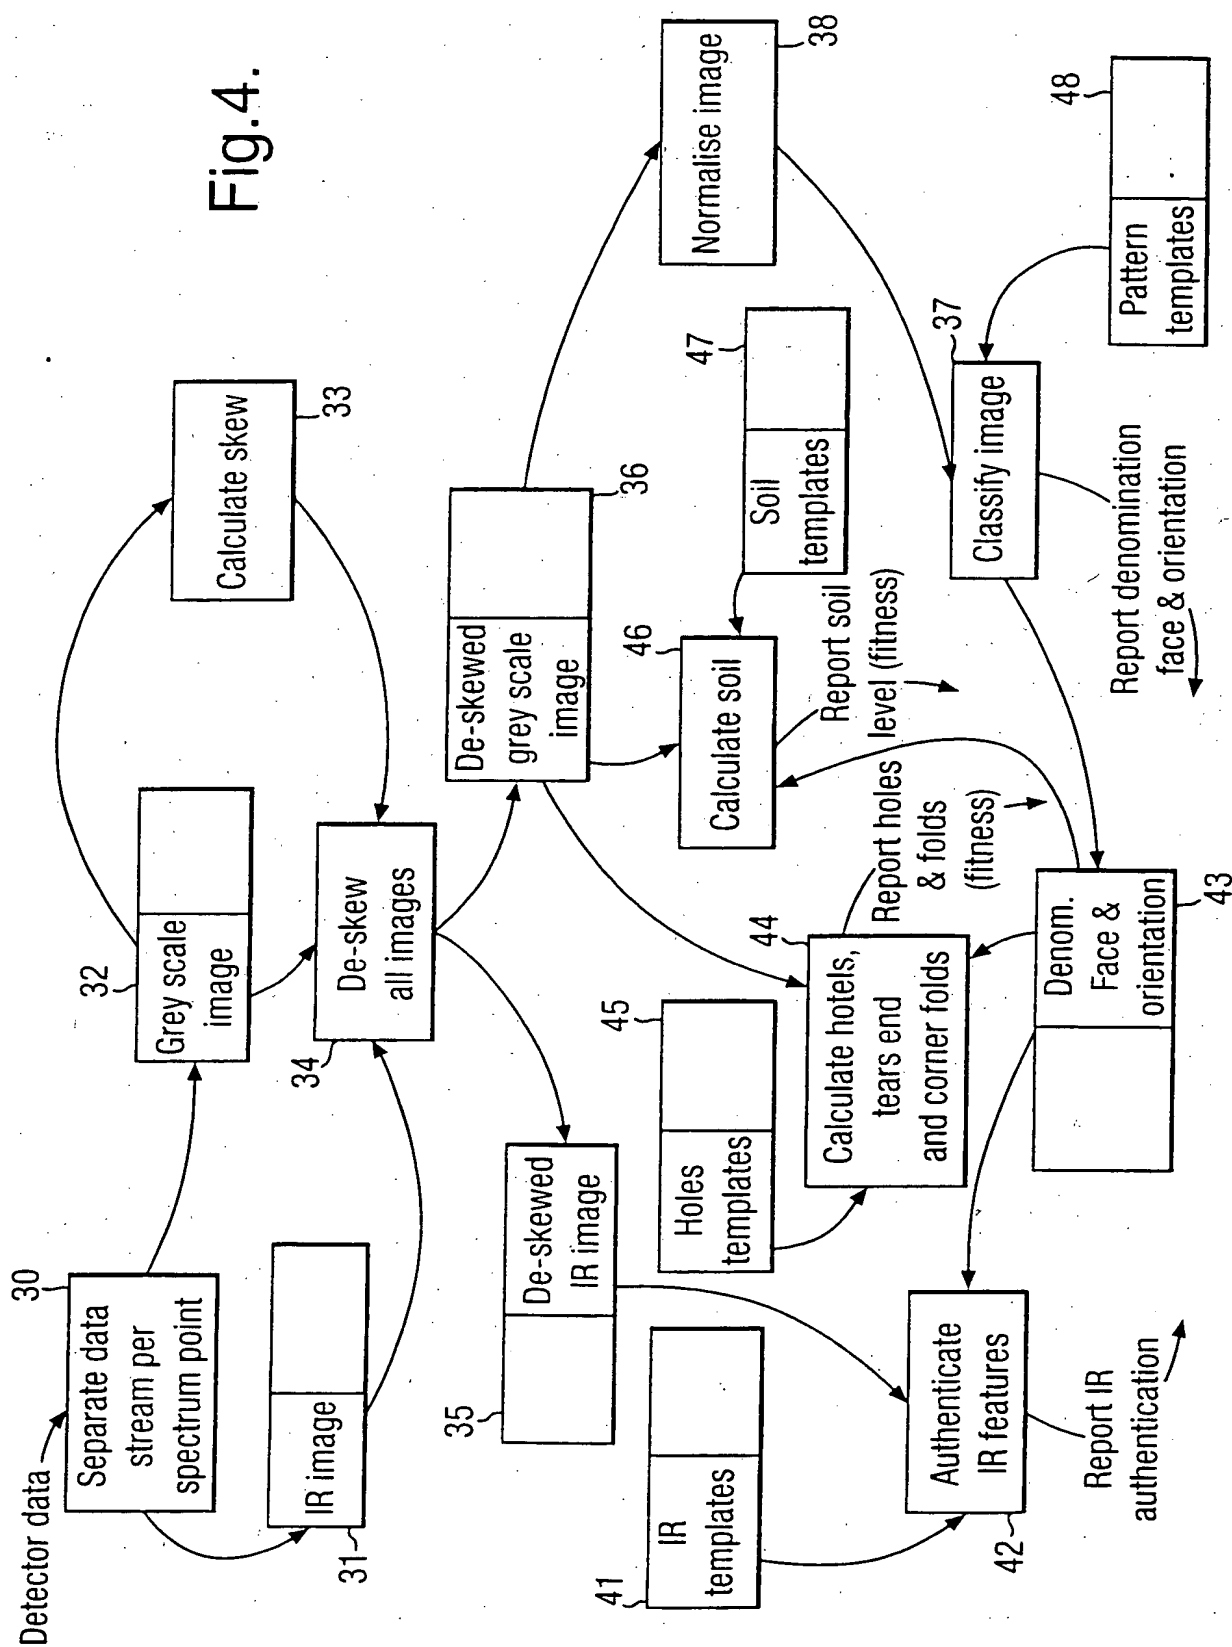 Fig.4.
Detector data
30
Separate data
stream per
spectrum point
31
IR image
32
Grey scale
image
33
Calculate skew
34
De-skew
all images
35
De-skewed
IR image
36
De-skewed
grey scale
image
38
Normalise image
41
IR
templates
45
Holes
templates
46
Calculate soil
47
Soil
templates
Report soil
level (fitness)
44
Calculate hotels,
tears end
and corner folds
Report holes
& folds
(fitness)
37
Classify image
48
Pattern
templates
Report denomination
face & orientation
42
Authenticate
IR features
Report IR
authentication
43
Denom.
Face &
orientation